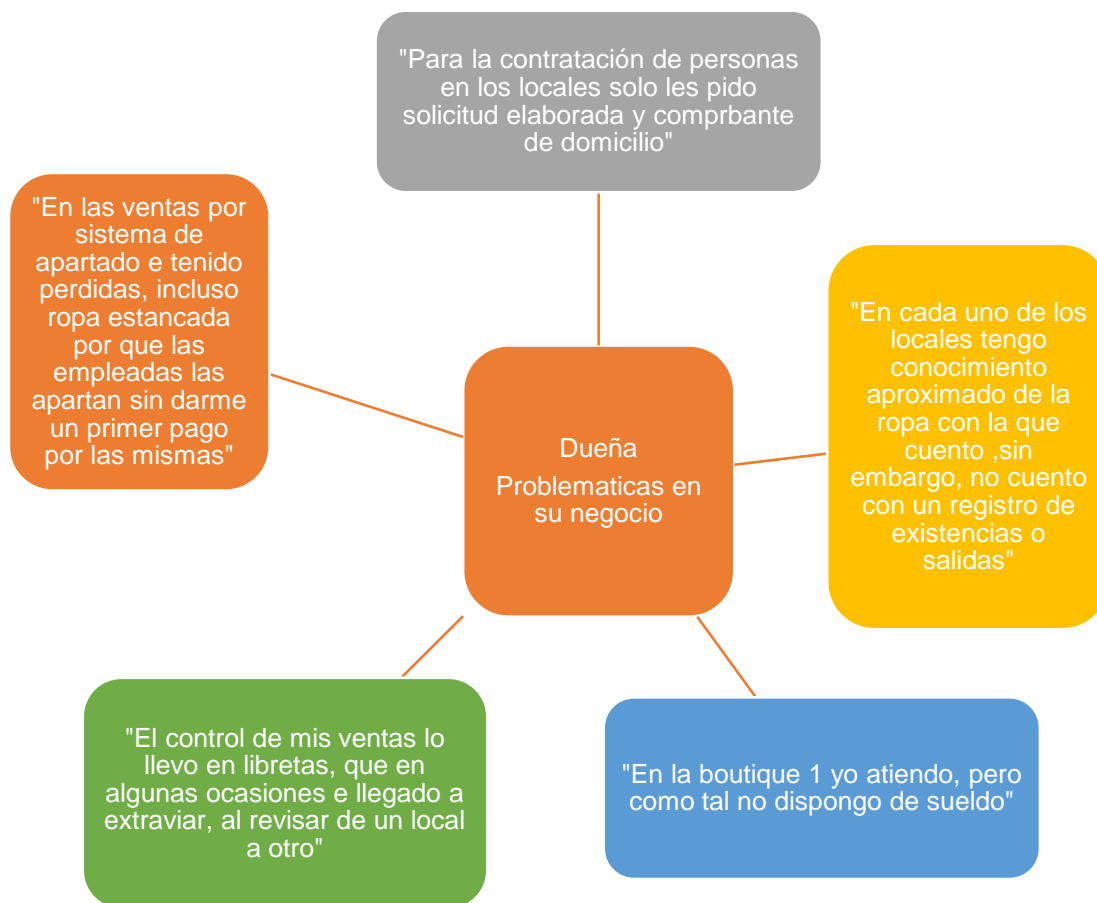 "Para la contratación de personas
en los locales solo les pido
solicitud elaborada y comprbante
de domicilio"
"En las ventas por
sistema de
apartado e tenido
perdidas, incluso
ropa estancada
por que las
empleadas las
apartan sin darme
un primer pago
por las mismas"
"En cada uno de los
locales tengo
conocimiento
aproximado de la
ropa con la que
cuento ,sin
embargo, no cuento
con un registro de
existencias o
salidas"
Dueña
Problematicas en
su negocio
"El control de mis ventas lo
llevo en libretas, que en
algunas ocasiones e llegado a
extraviar, al revisar de un local
a otro"
"En la boutique 1 yo atiendo, pero
como tal no dispongo de sueldo"